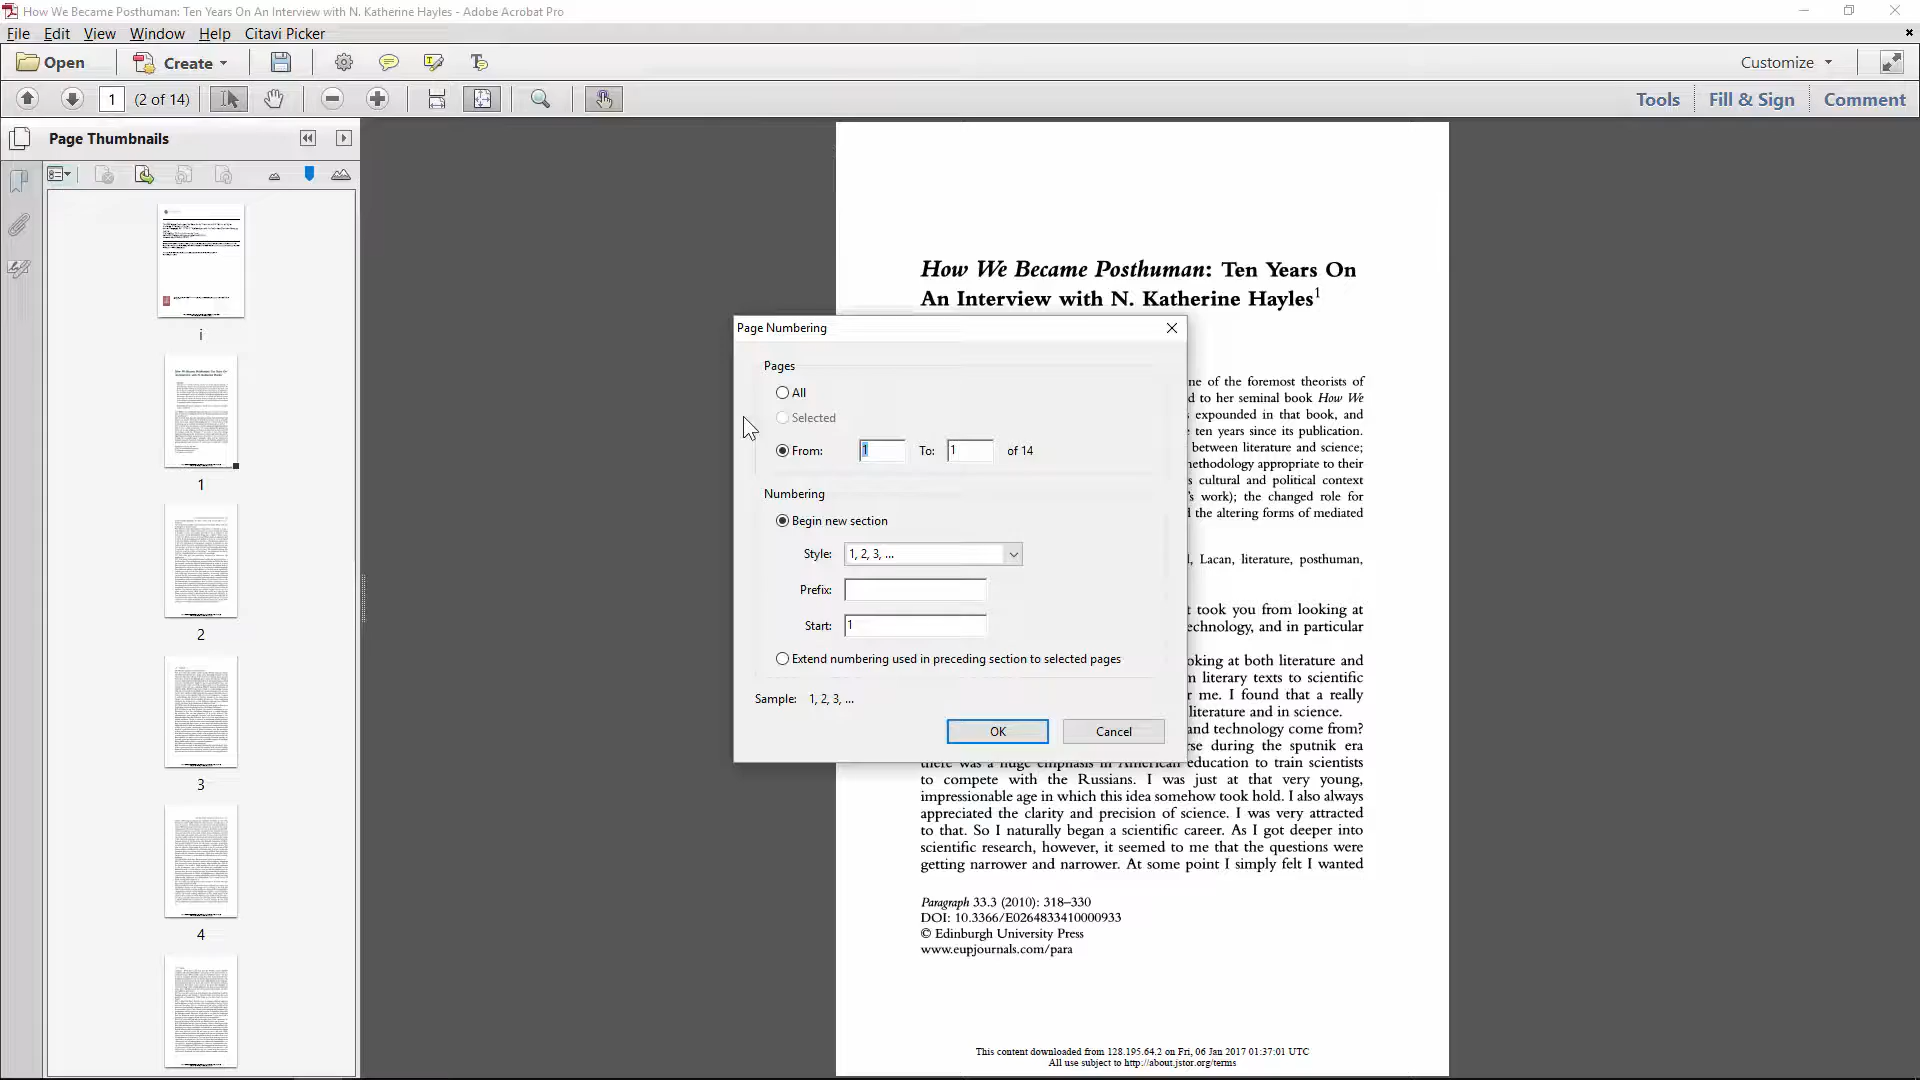 How We Became Posthuman: Ten Years On An Interview with N. Katherine Hayles - Adobe Acrobat Pro
File Edit View Window Help Citavi Picker
Open Create Customize
1 (2 of 14) Tools Fill & Sign Comment
Page Thumbnails
i
1
2
3
4
How We Became Posthuman: Ten Years On
An Interview with N. Katherine Hayles1
Page Numbering
Pages
All
Selected
From: 1 To: 1 of 14
Numbering
Begin new section
Style: 1, 2, 3, ...
Prefix:
Start: 1
Extend numbering used in preceding section to selected pages
Sample: 1, 2, 3, ...
OK Cancel
ne of the foremost theorists of
d to her seminal book How We
expounded in that book, and
ten years since its publication.
between literature and science;
ethodology appropriate to their
s cultural and political context
's work); the changed role for
the altering forms of mediated
, Lacan, literature, posthuman,
t took you from looking at
echnology, and in particular
oking at both literature and
m literary texts to scientific
r me. I found that a really
literature and in science.
and technology come from?
rse during the sputnik era
there was a huge emphasis in American education to train scientists
to compete with the Russians. I was just at that very young,
impressionable age in which this idea somehow took hold. I also always
appreciated the clarity and precision of science. I was very attracted
to that. So I naturally began a scientific career. As I got deeper into
scientific research, however, it seemed to me that the questions were
getting narrower and narrower. At some point I simply felt I wanted
Paragraph 33.3 (2010): 318–330
DOI: 10.3366/E0264833410000933
© Edinburgh University Press
www.eupjournals.com/para
This content downloaded from 128.195.64.2 on Fri, 06 Jan 2017 01:37:01 UTC
All use subject to http://about.jstor.org/terms